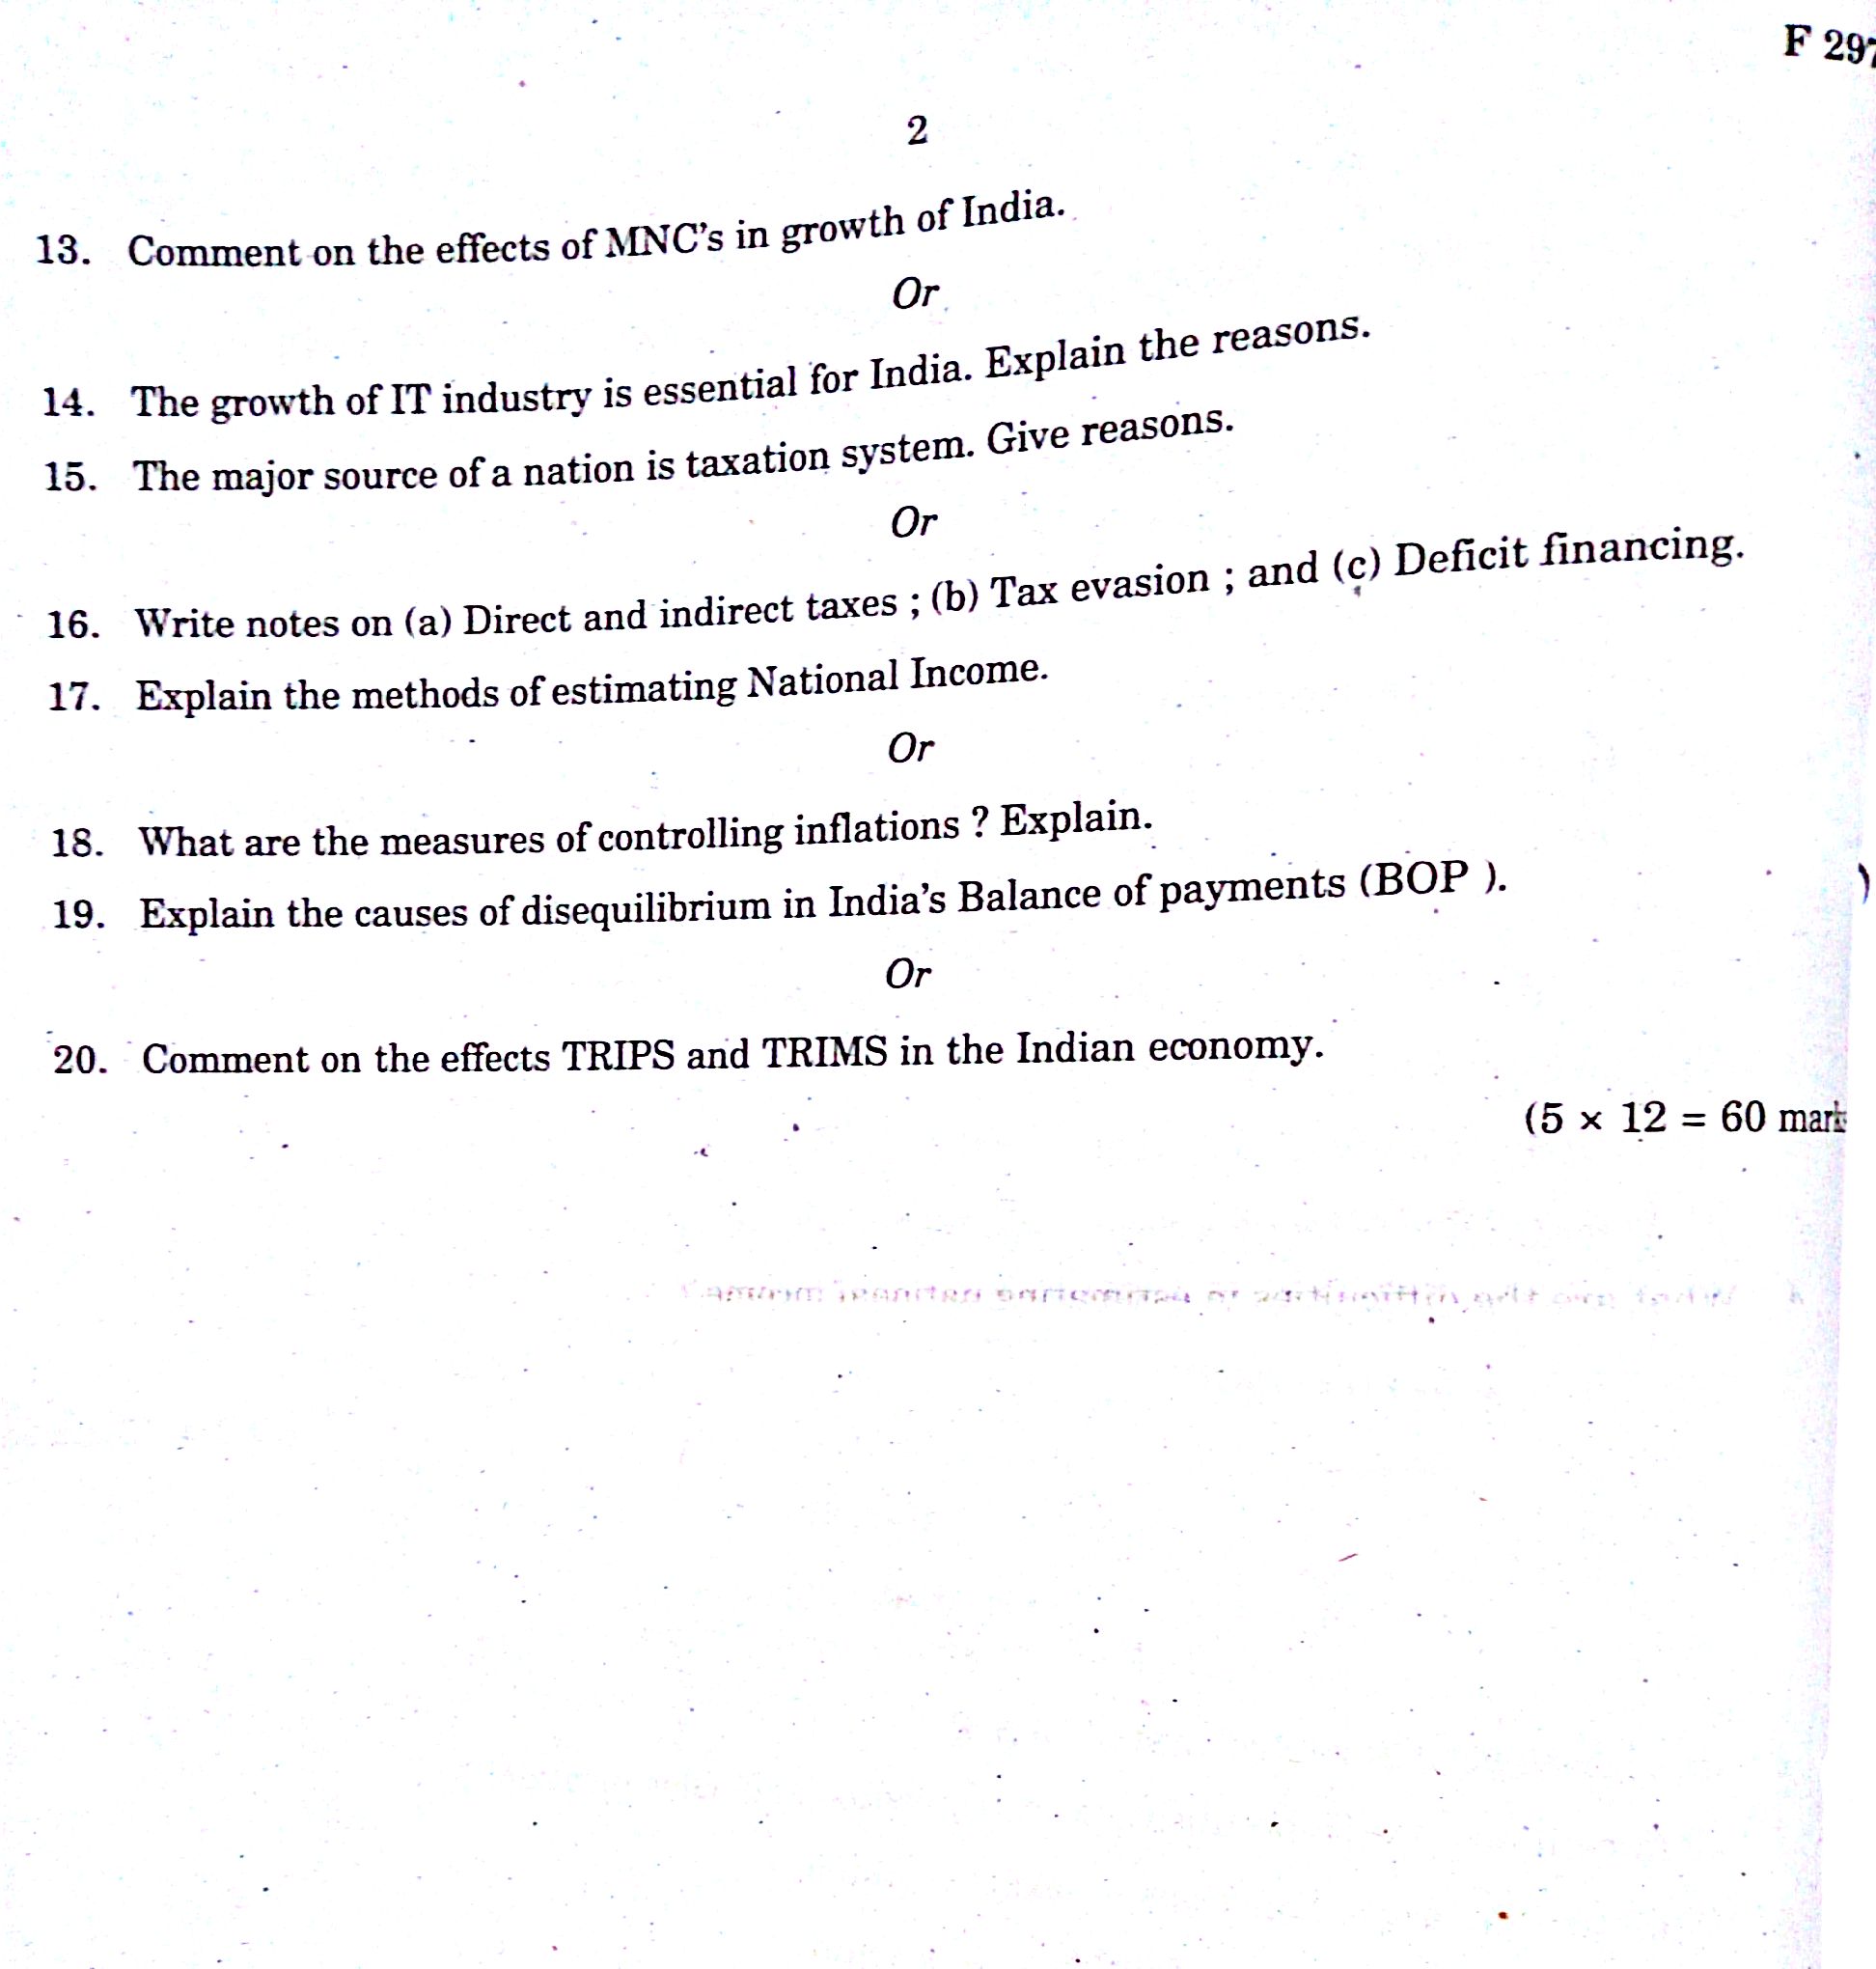 F 297
2
13. Comment on the effects of MNC's in growth of India.
Or
14. The growth of IT industry is essential for India. Explain the reasons.
15. The major source of a nation is taxation system. Give reasons.
Or
16. Write notes on (a) Direct and indirect taxes ; (b) Tax evasion ; and (c) Deficit financing.
17. Explain the methods of estimating National Income.
Or
18. What are the measures of controlling inflations ? Explain.
19. Explain the causes of disequilibrium in India's Balance of payments (BOP ).
Or
20. Comment on the effects TRIPS and TRIMS in the Indian economy.
(5 × 12 = 60 mark